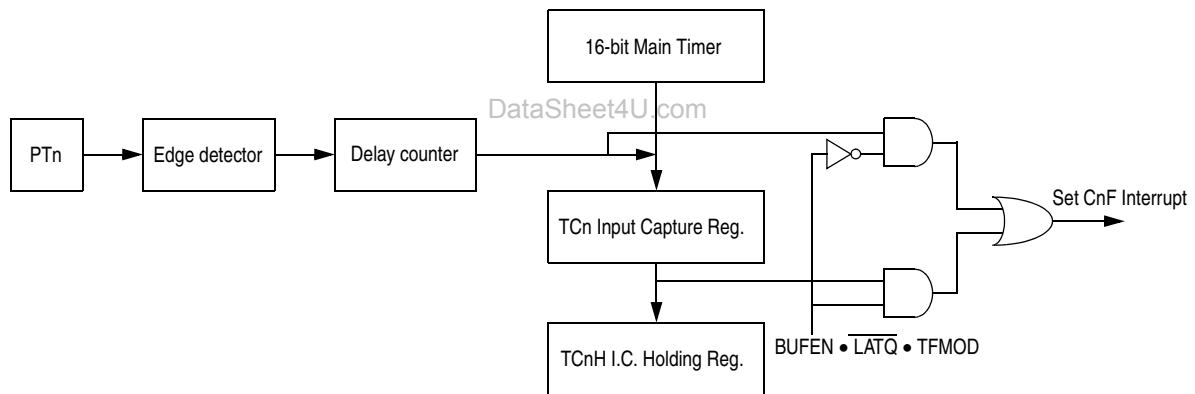 16-bit Main Timer
DataSheet4U.com
PTn
Edge detector
Delay counter
TCn Input Capture Reg.
Set CnF Interrupt
TCnH I.C. Holding Reg.
BUFEN • LATQ • TFMOD